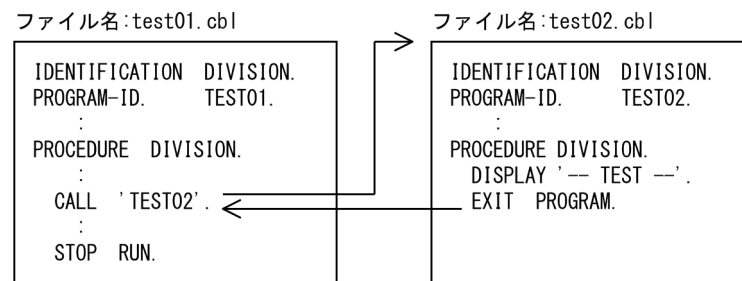 ファイル名:test01.cbl
IDENTIFICATION DIVISION.
PROGRAM-ID. TEST01.
:
PROCEDURE DIVISION.
:
CALL 'TEST02'.
:
STOP RUN.
ファイル名:test02.cbl
IDENTIFICATION DIVISION.
PROGRAM-ID. TEST02.
:
PROCEDURE DIVISION.
DISPLAY '-- TEST --'.
EXIT PROGRAM.